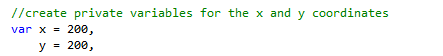 //create private variables for the x and y coordinates
var x = 200,
    y = 200,